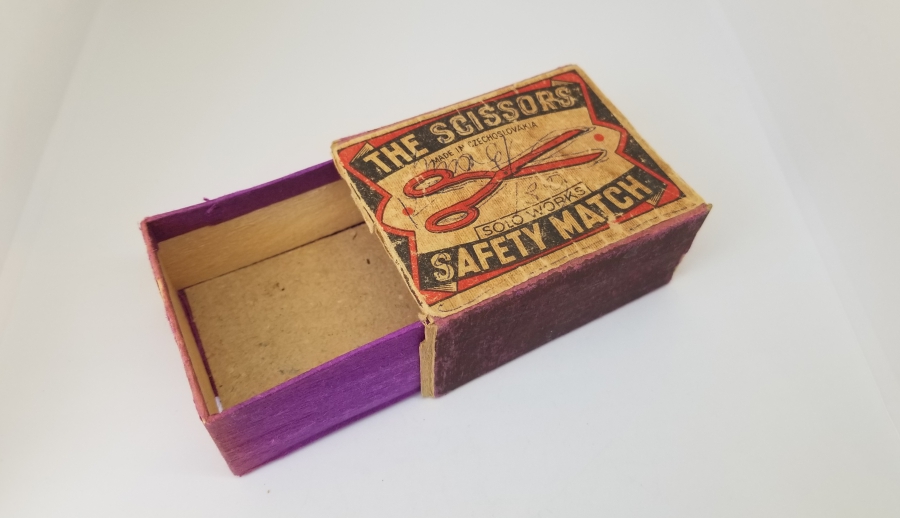 THE SCISSORS
MADE IN CZECHOSLOVAKIA
SOLO WORKS
SAFETY MATCH